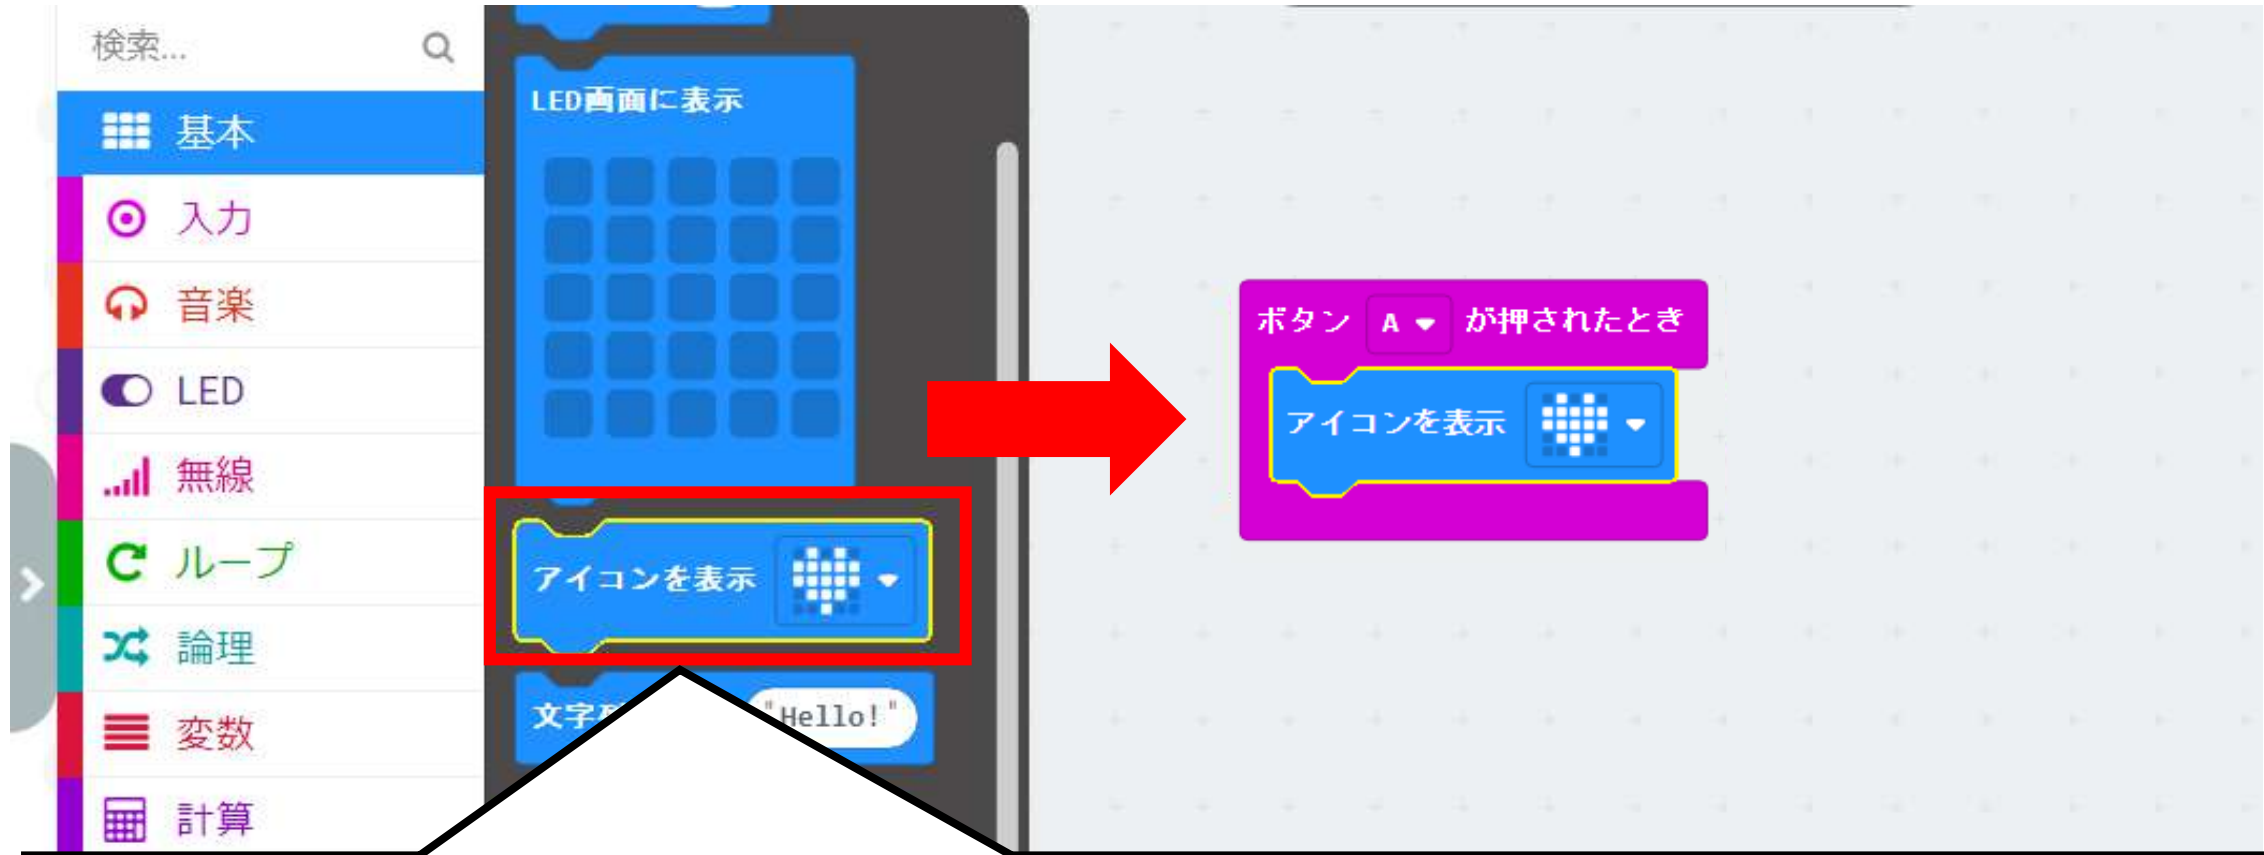 検索...
基本
入力
音楽
LED
無線
ループ
論理
変数
計算
LED画面に表示
アイコンを表示
"Hello!"
ボタン A が押されたとき
アイコンを表示